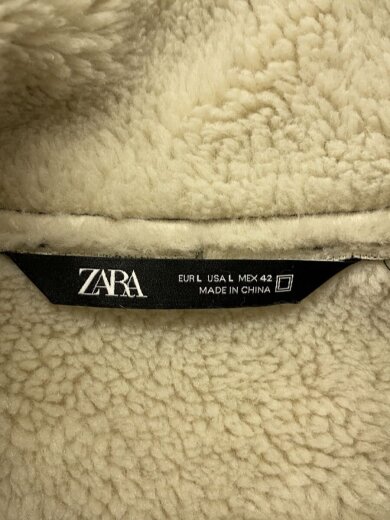 ZARA
EUR L USA L MEX 42
MADE IN CHINA